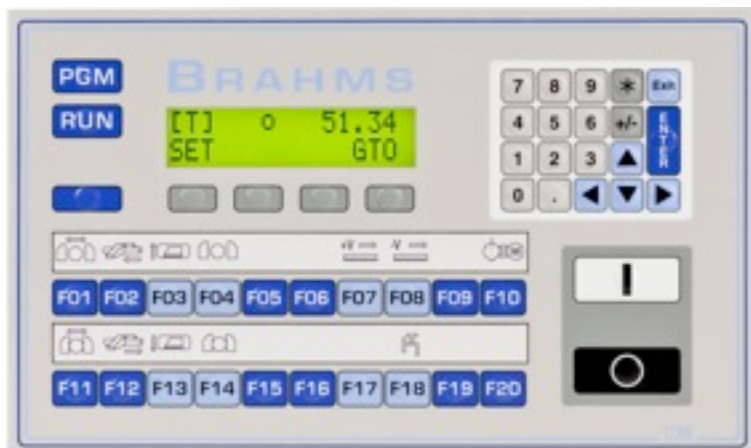 PGM
BRAHMS
RUN
[T] o 51.34
SET GTO
7 8 9 * Exit
4 5 6 +/- ENTER
1 2 3
0 .
F01 F02 F03 F04 F05 F06 F07 F08 F09 F10
F11 F12 F13 F14 F15 F16 F17 F18 F19 F20